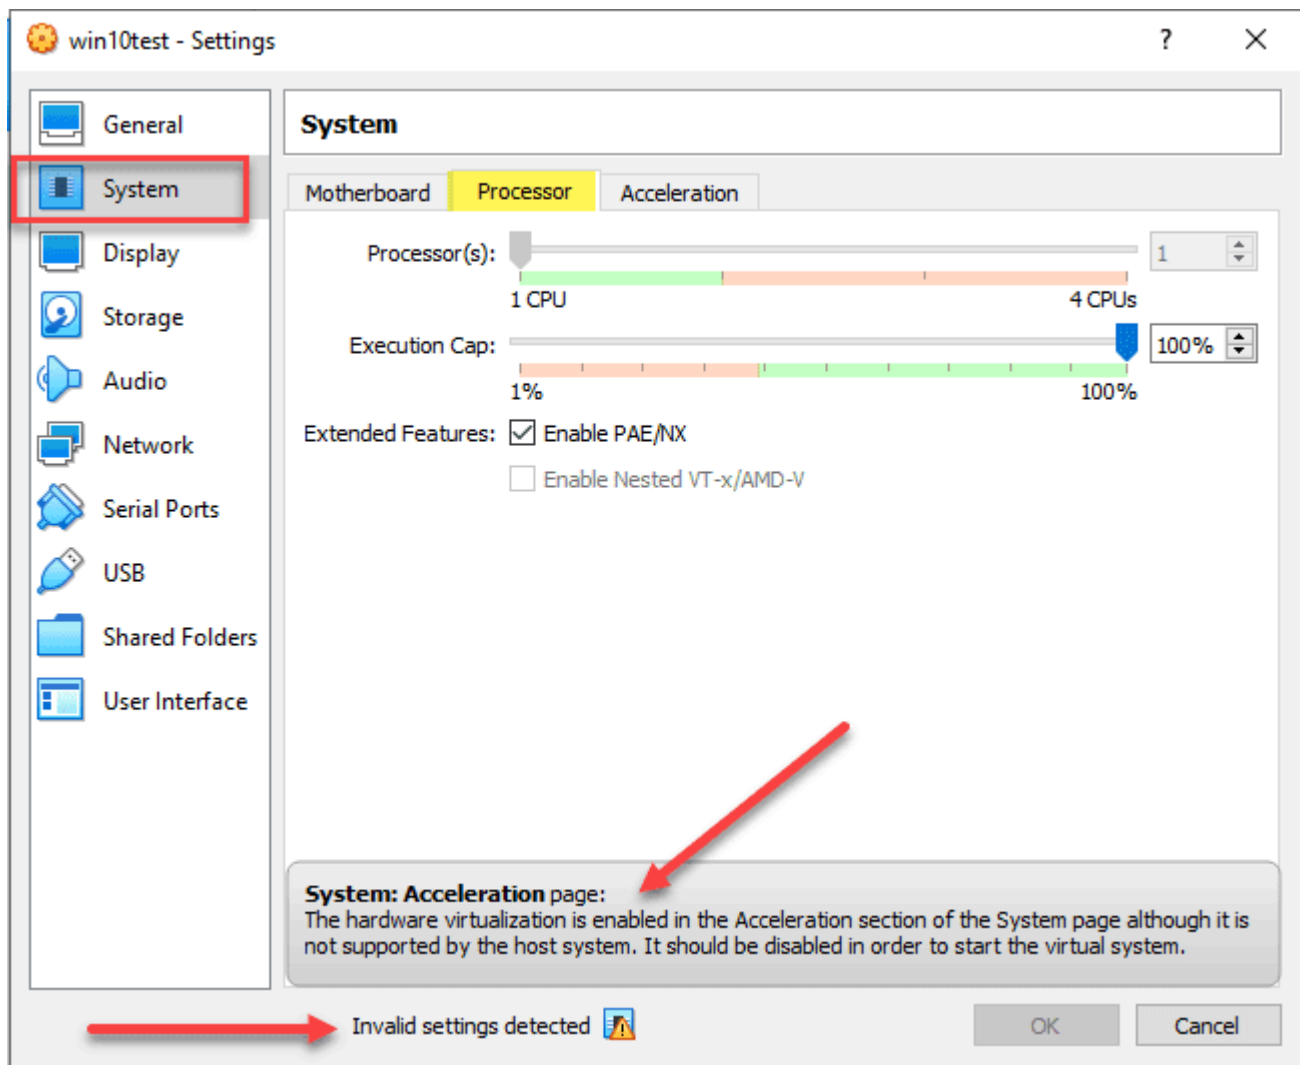 win10test - Settings
?
General
System
Display
Storage
Audio
Network
Serial Ports
USB
Shared Folders
User Interface
System
Motherboard Processor Acceleration
Processor(s): 1
1 CPU 4 CPUs
Execution Cap: 100%
1% 100%
Extended Features: Enable PAE/NX
Enable Nested VT-x/AMD-V
System: Acceleration page:
The hardware virtualization is enabled in the Acceleration section of the System page although it is
not supported by the host system. It should be disabled in order to start the virtual system.
Invalid settings detected
OK Cancel